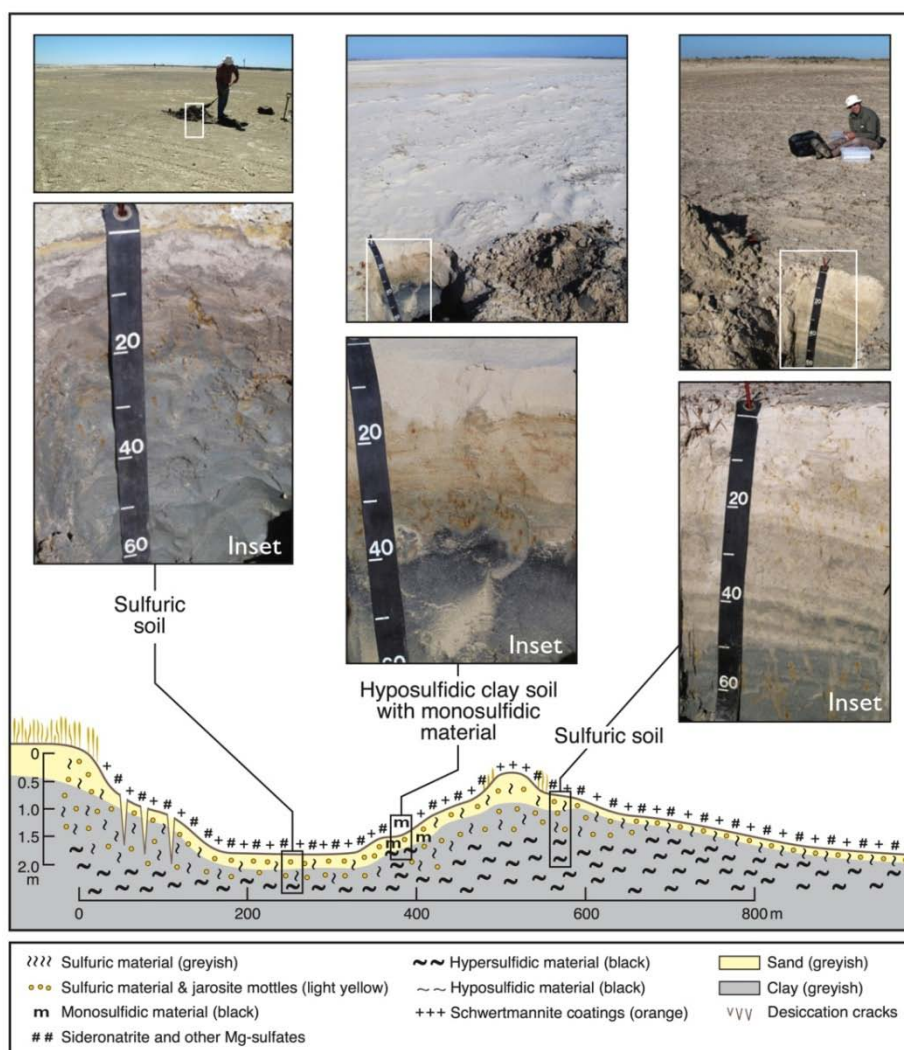 20
40
60
Inset
20
40
60
Inset
20
40
60
Inset
Sulfuric
soil
Hyposulfidic clay soil
with monosulfidic
material
Sulfuric soil
0
0.5
1.0
1.5
2.0
m
m
m m
0 200 400 600 800 m
Sulfuric material (greyish)
Sulfuric material & jarosite mottles (light yellow)
m Monosulfidic material (black)
## Sideronatrite and other Mg-sulfates
Hypersulfidic material (black)
Hyposulfidic material (black)
+++ Schwertmannite coatings (orange)
Sand (greyish)
Clay (greyish)
Desiccation cracks